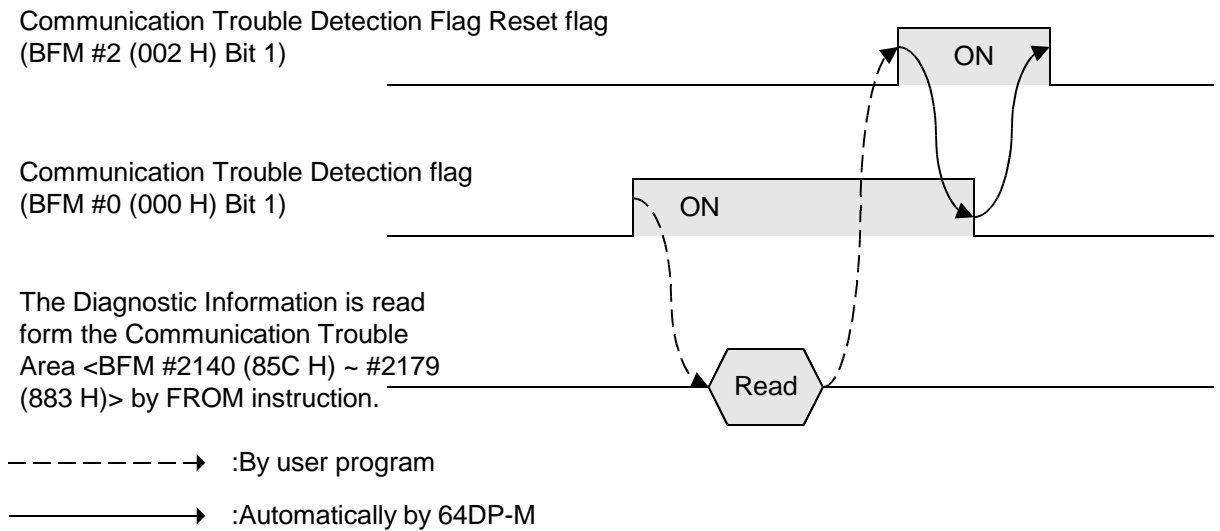 Communication Trouble Detection Flag Reset flag
(BFM #2 (002 H) Bit 1)
ON
Communication Trouble Detection flag
(BFM #0 (000 H) Bit 1)
ON
The Diagnostic Information is read
form the Communication Trouble
Area <BFM #2140 (85C H) ~ #2179
(883 H)> by FROM instruction.
Read
:By user program
:Automatically by 64DP-M